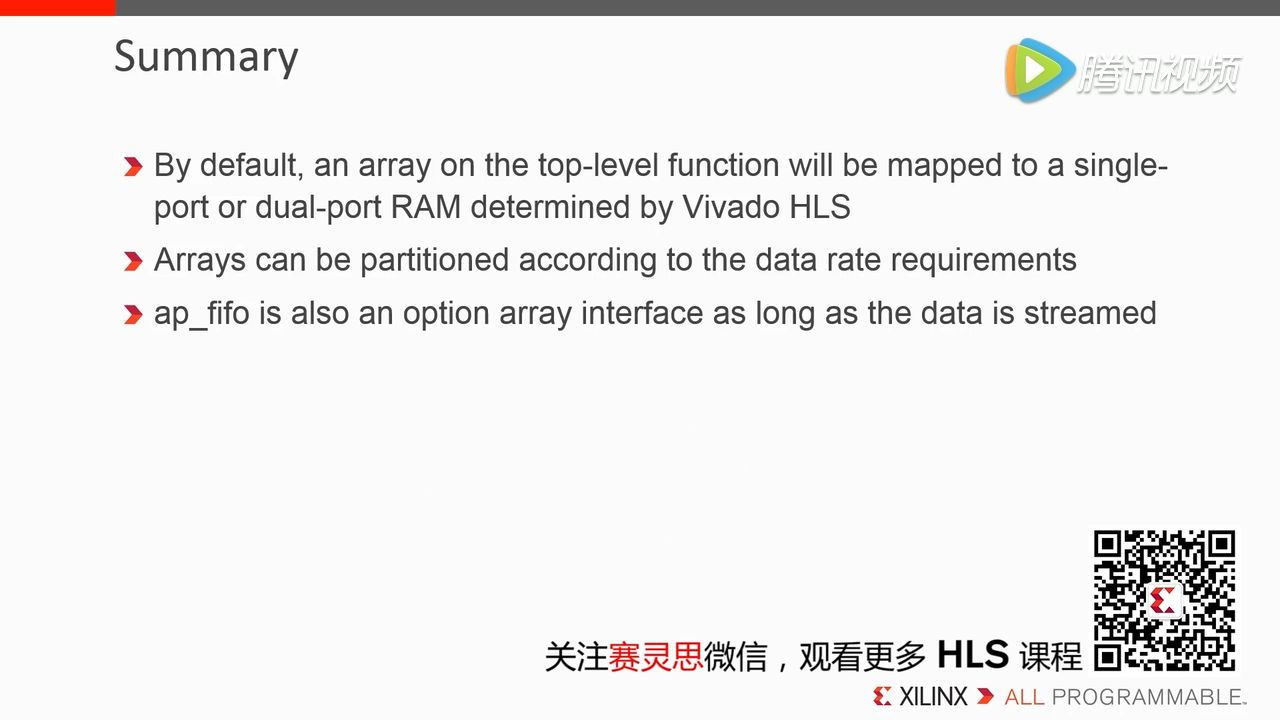 Summary
腾讯视频
By default, an array on the top-level function will be mapped to a single-
port or dual-port RAM determined by Vivado HLS
Arrays can be partitioned according to the data rate requirements
ap_fifo is also an option array interface as long as the data is streamed
关注赛灵思微信，观看更多 HLS 课程
XILINX ALL PROGRAMMABLE™